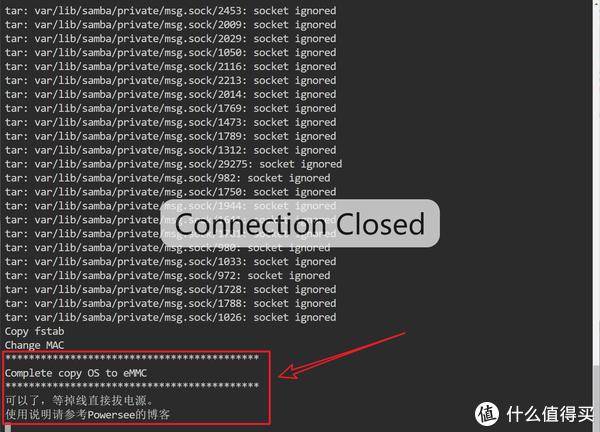 tar: var/lib/samba/private/msg.sock/2453: socket ignored
tar: var/lib/samba/private/msg.sock/2009: socket ignored
tar: var/lib/samba/private/msg.sock/2029: socket ignored
tar: var/lib/samba/private/msg.sock/1050: socket ignored
tar: var/lib/samba/private/msg.sock/2116: socket ignored
tar: var/lib/samba/private/msg.sock/2213: socket ignored
tar: var/lib/samba/private/msg.sock/2014: socket ignored
tar: var/lib/samba/private/msg.sock/1769: socket ignored
tar: var/lib/samba/private/msg.sock/1473: socket ignored
tar: var/lib/samba/private/msg.sock/1789: socket ignored
tar: var/lib/samba/private/msg.sock/1312: socket ignored
tar: var/lib/samba/private/msg.sock/29275: socket ignored
tar: var/lib/samba/private/msg.sock/982: socket ignored
tar: var/lib/samba/private/msg.sock/1750: socket ignored
tar: var/lib/samba/private/msg.sock/1944: socket ignored
tar: var/lib/samba
Connection Closed
tar: var/lib/samba
tar: var/lib/samba/private/msg.sock/980: socket ignored
tar: var/lib/samba/private/msg.sock/1033: socket ignored
tar: var/lib/samba/private/msg.sock/972: socket ignored
tar: var/lib/samba/private/msg.sock/1728: socket ignored
tar: var/lib/samba/private/msg.sock/1788: socket ignored
tar: var/lib/samba/private/msg.sock/1026: socket ignored
Copy fstab
Change MAC
*******************************************
Complete copy OS to eMMC
*******************************************
可以了，等掉线直接拔电源。
使用说明请参考Powersee的博客
值 什么值得买